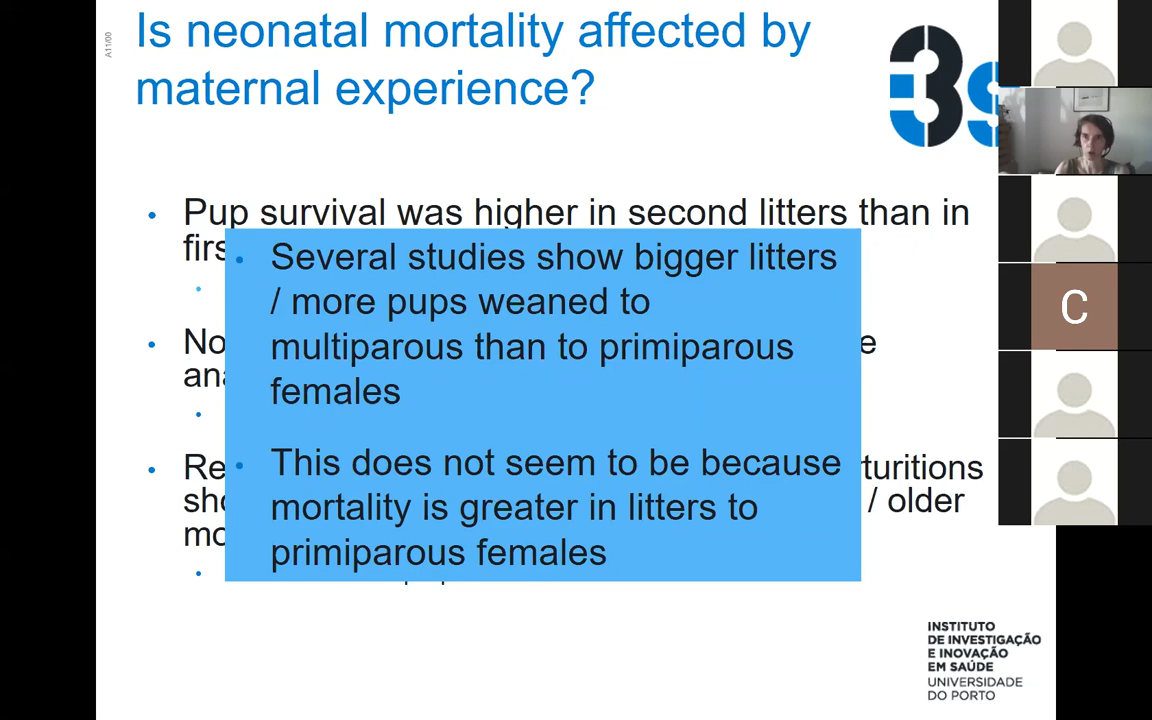 A11/00
Is neonatal mortality affected by
maternal experience?
3s
Pup survival was higher in second litters than in
firs
Several studies show bigger litters
/ more pups weaned to
multiparous than to primiparous
females
No e
ana
This does not seem to be because
mortality is greater in litters to
primiparous females
Re turitions
sho / older
mo
C
INSTITUTO
DE INVESTIGAÇÃO
E INOVAÇÃO
EM SAÚDE
UNIVERSIDADE
DO PORTO